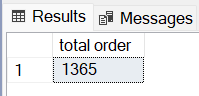 Results Messages
total order
1 1365